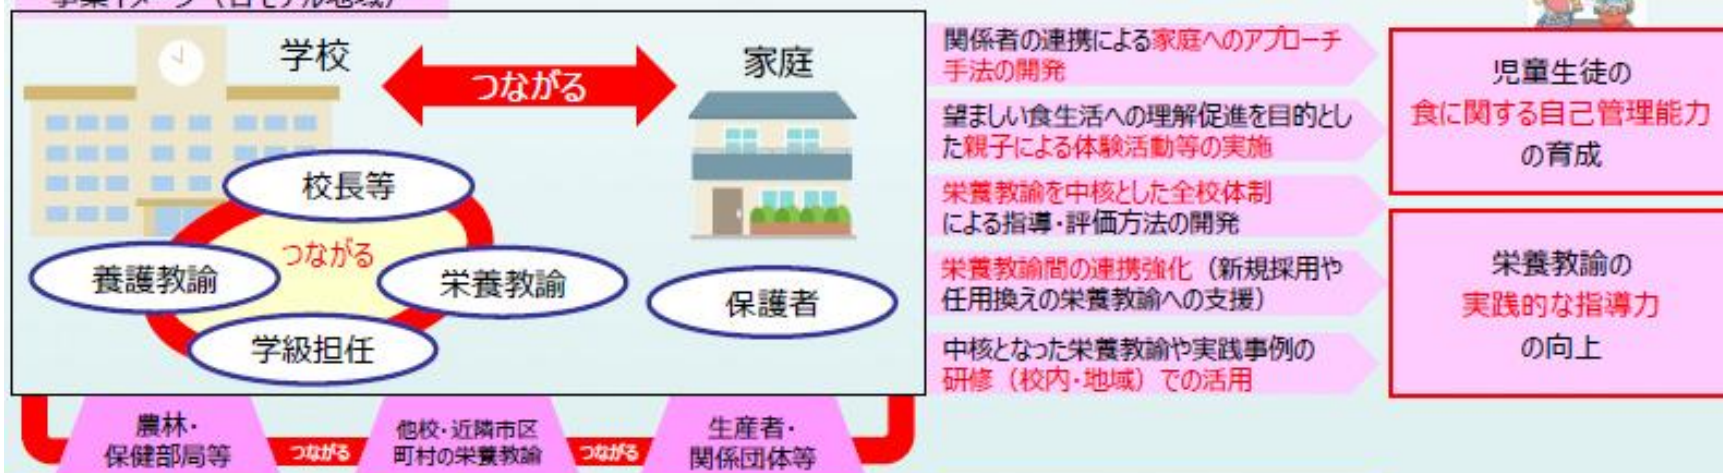 事業イメージ（各モデル地域）
学校
つながる
家庭
校長等
つながる
養護教諭
栄養教諭
学級担任
保護者
農林・
保健部局等
つながる
他校・近隣市区
町村の栄養教諭
つながる
生産者・
関係団体等
関係者の連携による家庭へのアプローチ
手法の開発
望ましい食生活への理解促進を目的とし
た親子による体験活動等の実施
栄養教諭を中核とした全校体制
による指導・評価方法の開発
栄養教諭間の連携強化（新規採用や
任用換えの栄養教諭への支援）
中核となった栄養教諭や実践事例の
研修（校内・地域）での活用
児童生徒の
食に関する自己管理能力
の育成
栄養教諭の
実践的な指導力
の向上